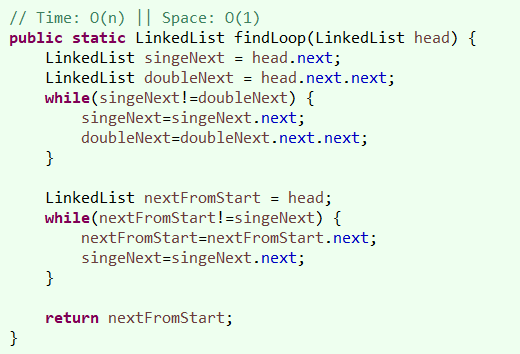 // Time: O(n) || Space: O(1)
public static LinkedList findLoop(LinkedList head) {
    LinkedList singeNext = head.next;
    LinkedList doubleNext = head.next.next;
    while(singeNext!=doubleNext) {
        singeNext=singeNext.next;
        doubleNext=doubleNext.next.next;
    }

    LinkedList nextFromStart = head;
    while(nextFromStart!=singeNext) {
        nextFromStart=nextFromStart.next;
        singeNext=singeNext.next;
    }

    return nextFromStart;
}